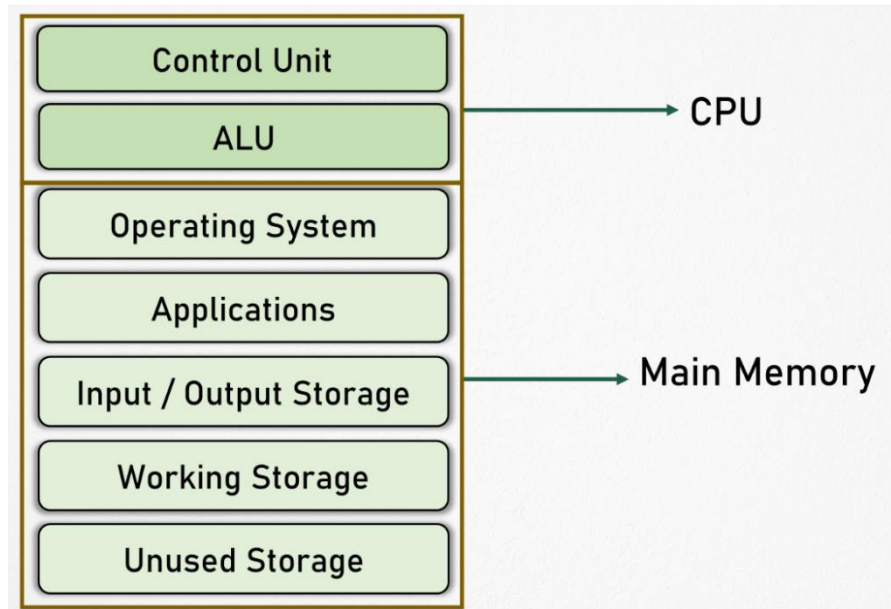 Control Unit
ALU
CPU
Operating System
Applications
Input / Output Storage
Main Memory
Working Storage
Unused Storage